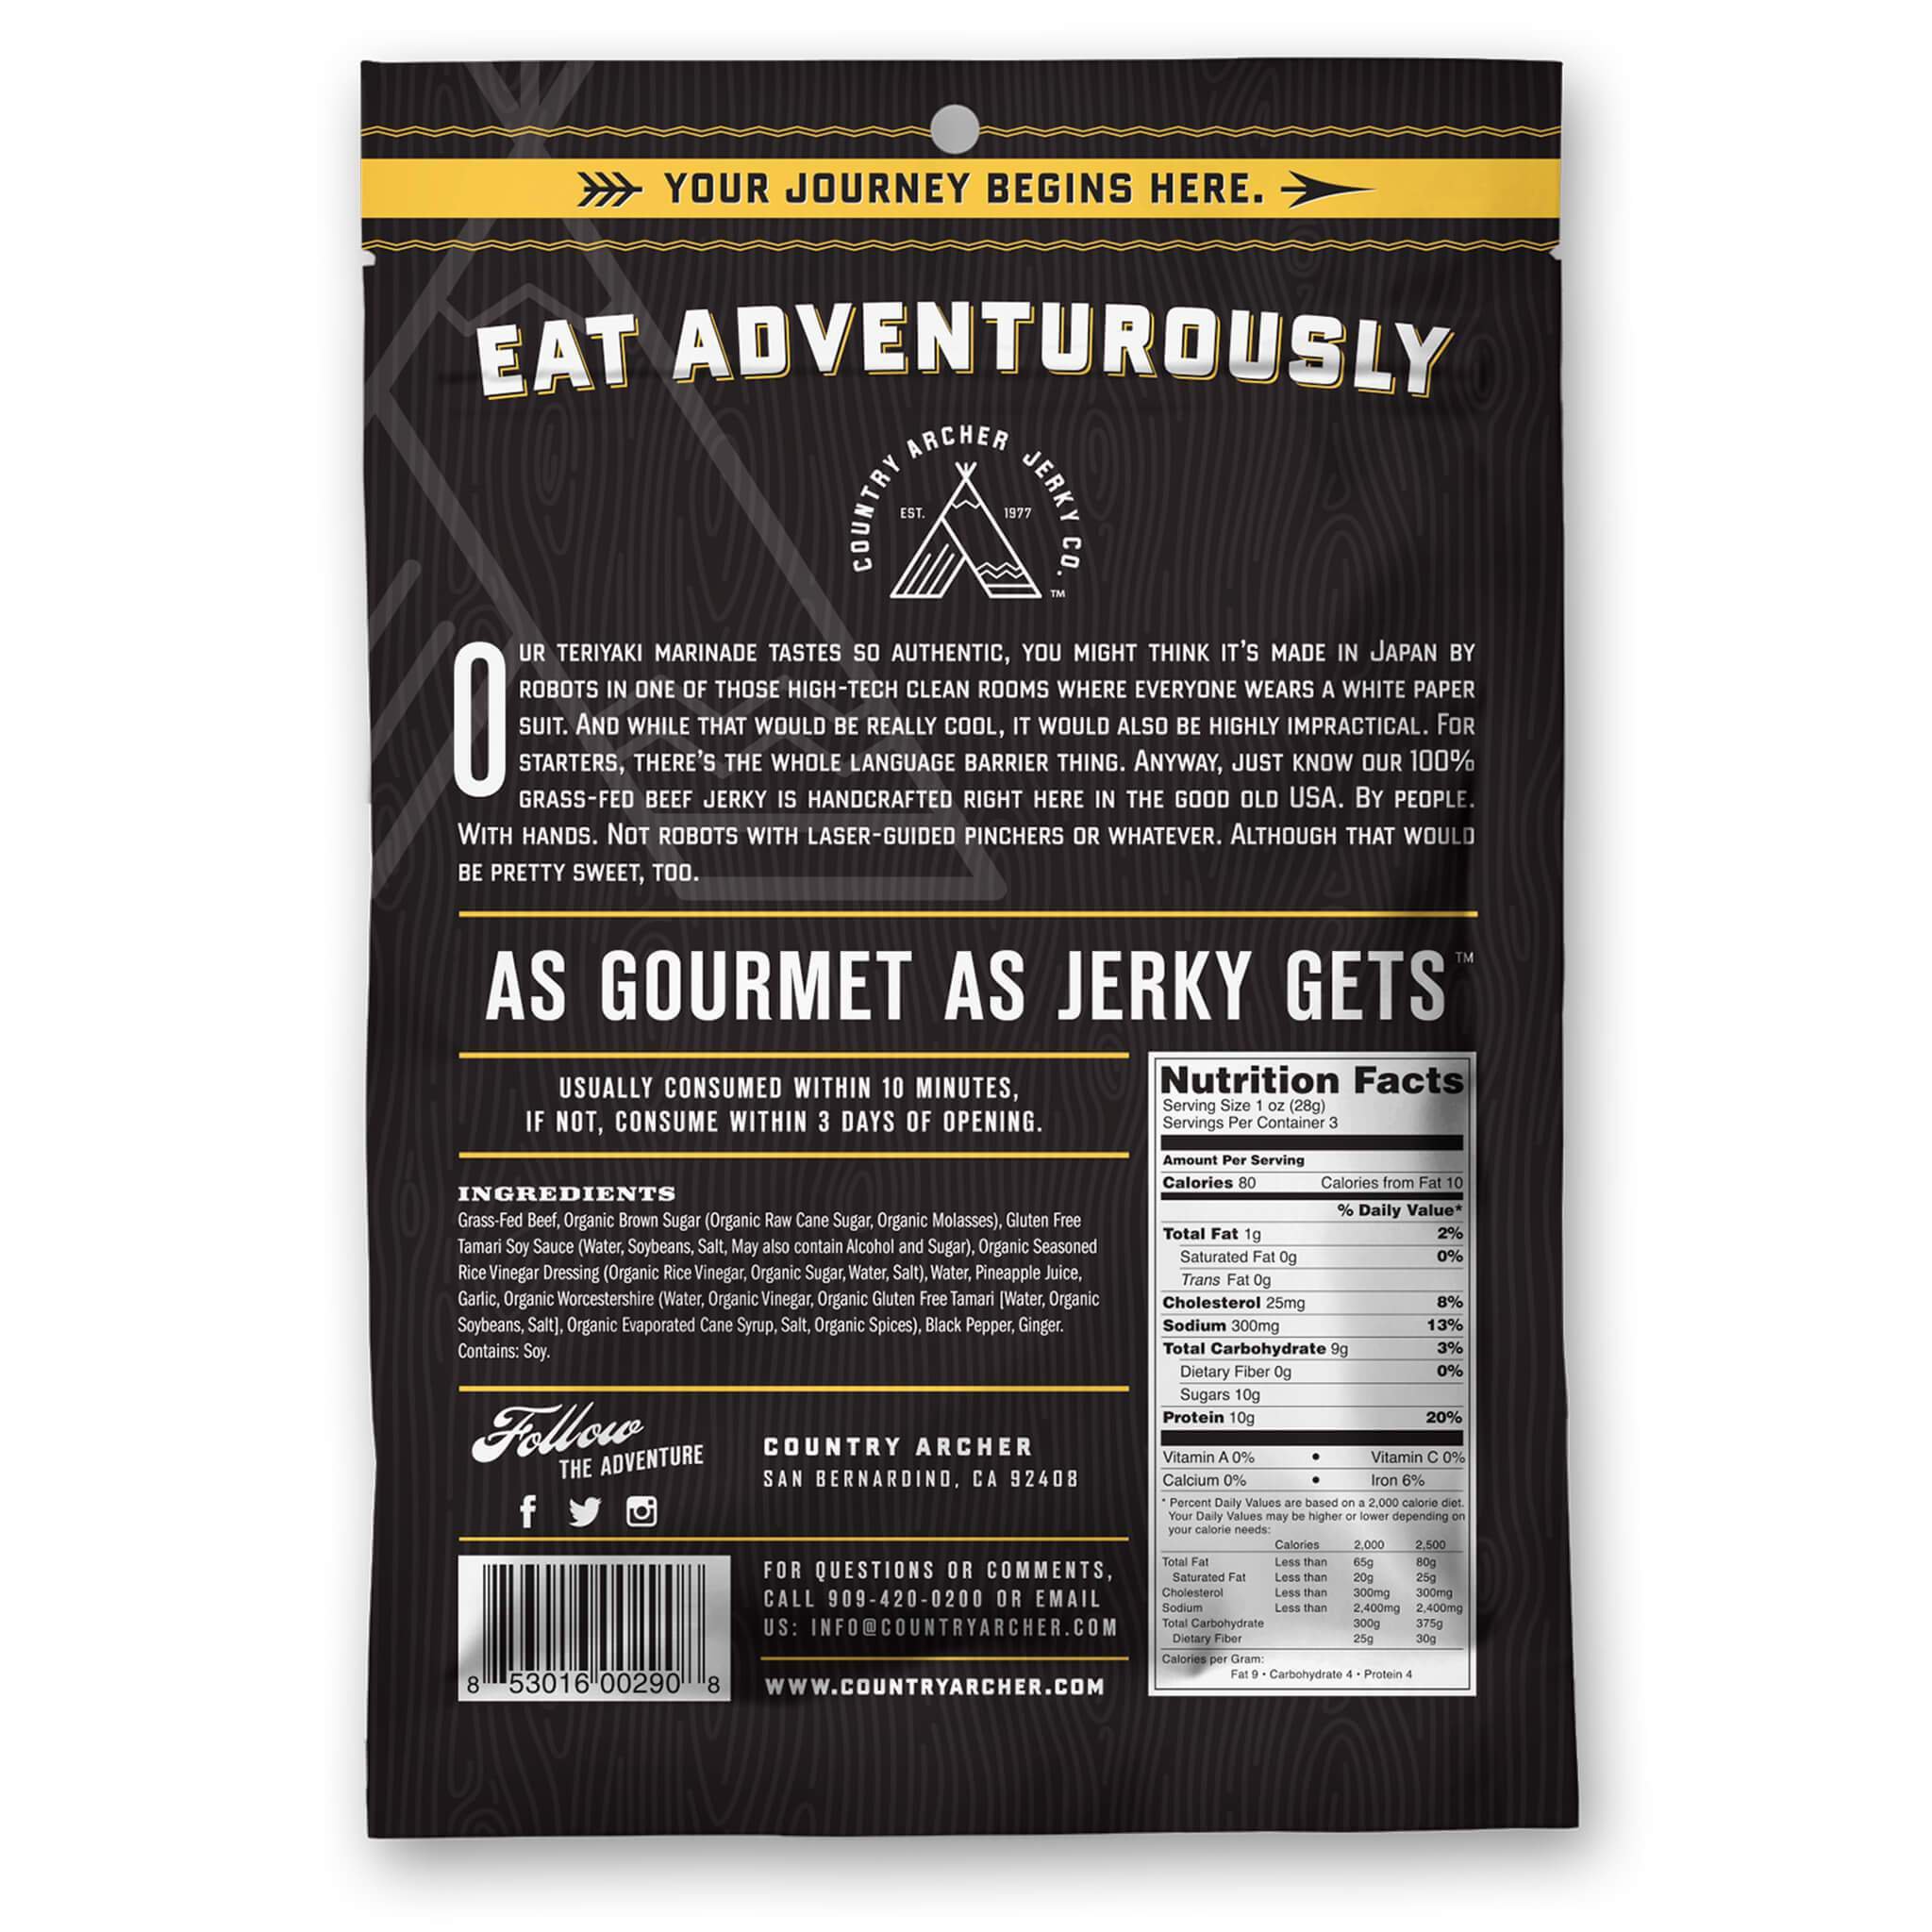 YOUR JOURNEY BEGINS HERE.
EAT ADVENTUROUSLY
COUNTRY ARCHER JERKY CO.
EST. 1977
™
OUR TERIYAKI MARINADE TASTES SO AUTHENTIC, YOU MIGHT THINK IT'S MADE IN JAPAN BY
ROBOTS IN ONE OF THOSE HIGH-TECH CLEAN ROOMS WHERE EVERYONE WEARS A WHITE PAPER
SUIT. AND WHILE THAT WOULD BE REALLY COOL, IT WOULD ALSO BE HIGHLY IMPRACTICAL. FOR
STARTERS, THERE'S THE WHOLE LANGUAGE BARRIER THING. ANYWAY, JUST KNOW OUR 100%
GRASS-FED BEEF JERKY IS HANDCRAFTED RIGHT HERE IN THE GOOD OLD USA. BY PEOPLE.
WITH HANDS. NOT ROBOTS WITH LASER-GUIDED PINCHERS OR WHATEVER. ALTHOUGH THAT WOULD
BE PRETTY SWEET, TOO.
AS GOURMET AS JERKY GETS™
USUALLY CONSUMED WITHIN 10 MINUTES,
IF NOT, CONSUME WITHIN 3 DAYS OF OPENING.
INGREDIENTS
Grass-Fed Beef, Organic Brown Sugar (Organic Raw Cane Sugar, Organic Molasses), Gluten Free
Tamari Soy Sauce (Water, Soybeans, Salt, May also contain Alcohol and Sugar), Organic Seasoned
Rice Vinegar Dressing (Organic Rice Vinegar, Organic Sugar, Water, Salt), Water, Pineapple Juice,
Garlic, Organic Worcestershire (Water, Organic Vinegar, Organic Gluten Free Tamari [Water, Organic
Soybeans, Salt], Organic Evaporated Cane Syrup, Salt, Organic Spices), Black Pepper, Ginger.
Contains: Soy.
Follow
THE ADVENTURE
COUNTRY ARCHER
SAN BERNARDINO, CA 92408
FOR QUESTIONS OR COMMENTS,
CALL 909-420-0200 OR EMAIL
US: INFO@COUNTRYARCHER.COM
WWW.COUNTRYARCHER.COM
8 53016 00290 8
Nutrition Facts
Serving Size 1 oz (28g)
Servings Per Container 3
Amount Per Serving
Calories 80 Calories from Fat 10
% Daily Value*
Total Fat 1g 2%
Saturated Fat 0g 0%
Trans Fat 0g
Cholesterol 25mg 8%
Sodium 300mg 13%
Total Carbohydrate 9g 3%
Dietary Fiber 0g 0%
Sugars 10g
Protein 10g 20%
Vitamin A 0% • Vitamin C 0%
Calcium 0% • Iron 6%
* Percent Daily Values are based on a 2,000 calorie diet.
Your Daily Values may be higher or lower depending on
your calorie needs:
Calories 2,000 2,500
Total Fat Less than 65g 80g
Saturated Fat Less than 20g 25g
Cholesterol Less than 300mg 300mg
Sodium Less than 2,400mg 2,400mg
Total Carbohydrate 300g 375g
Dietary Fiber 25g 30g
Calories per Gram:
Fat 9 • Carbohydrate 4 • Protein 4